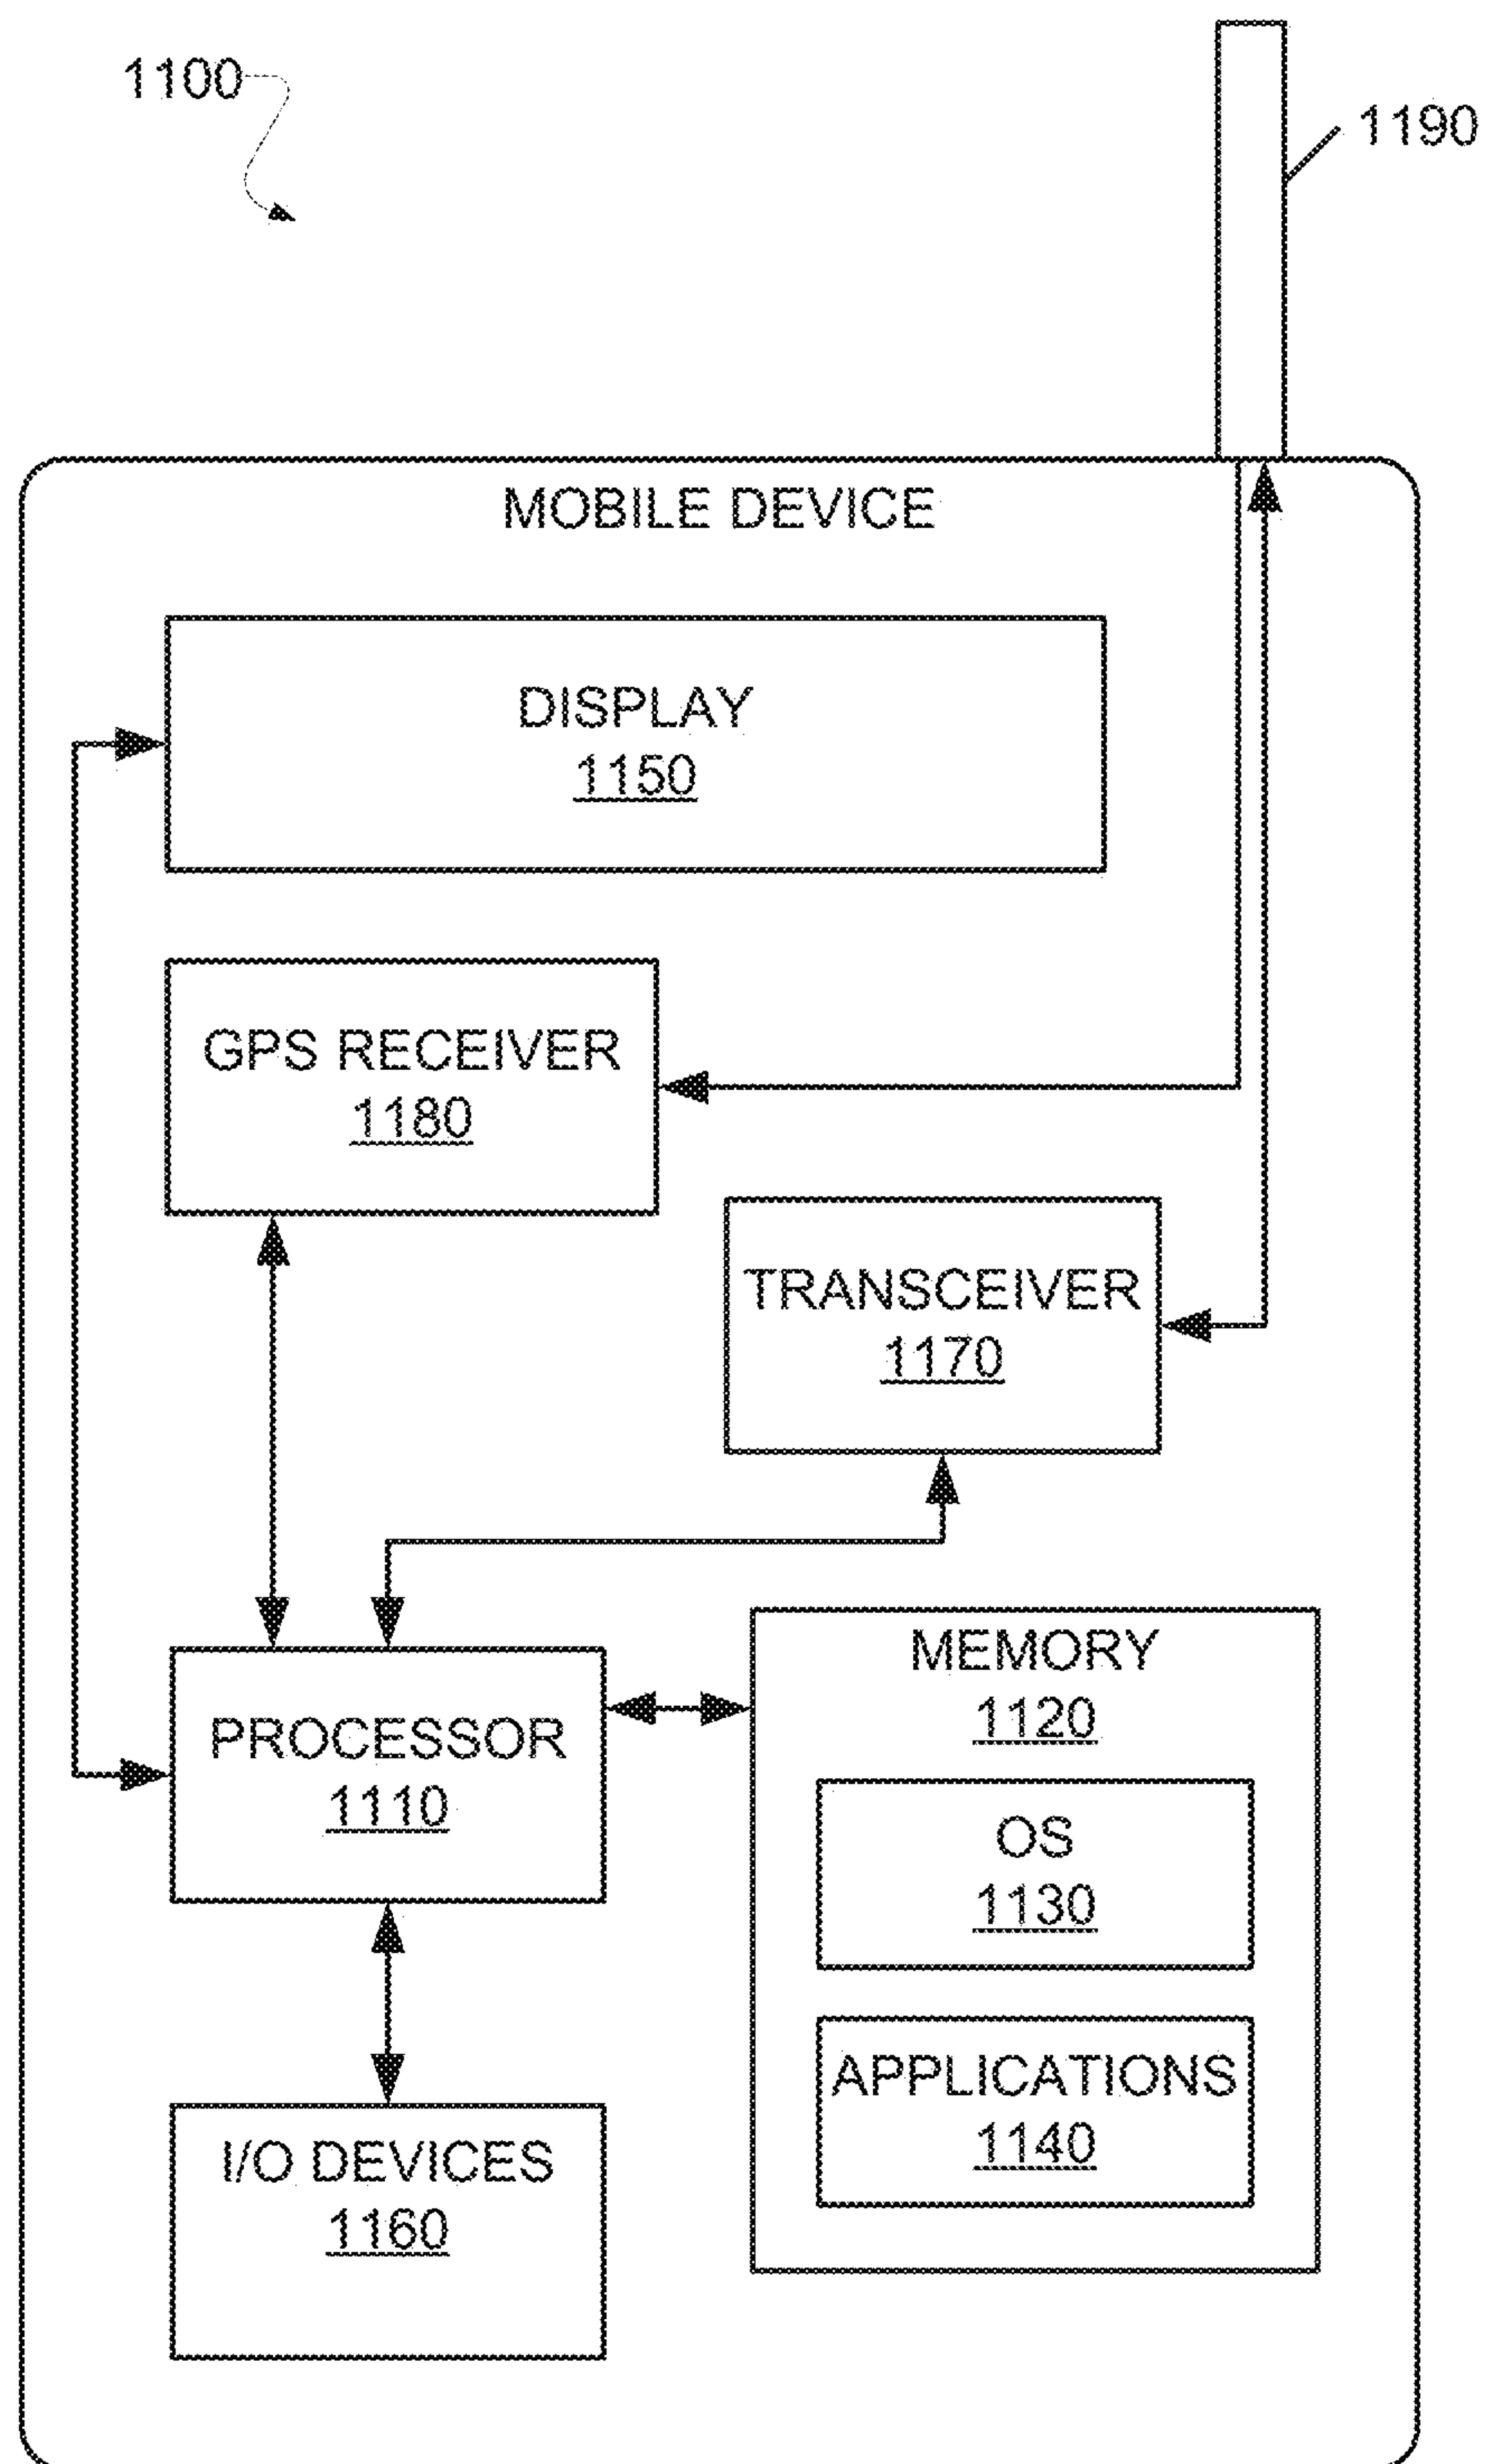 1100
1190
MOBILE DEVICE
DISPLAY
1150
GPS RECEIVER
1180
TRANSCEIVER
1170
PROCESSOR
1110
MEMORY
1120
OS
1130
APPLICATIONS
1140
I/O DEVICES
1160